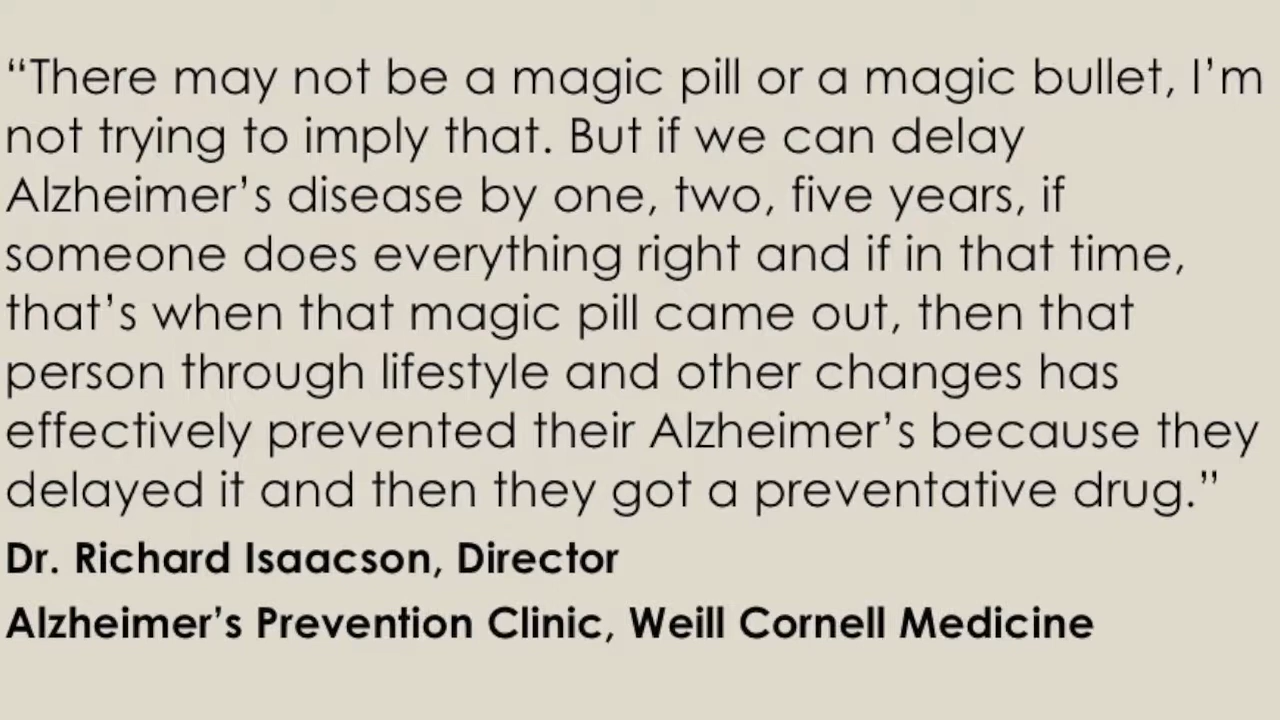 “There may not be a magic pill or a magic bullet, I’m
not trying to imply that. But if we can delay
Alzheimer’s disease by one, two, five years, if
someone does everything right and if in that time,
that’s when that magic pill came out, then that
person through lifestyle and other changes has
effectively prevented their Alzheimer’s because they
delayed it and then they got a preventative drug.”
Dr. Richard Isaacson, Director
Alzheimer’s Prevention Clinic, Weill Cornell Medicine